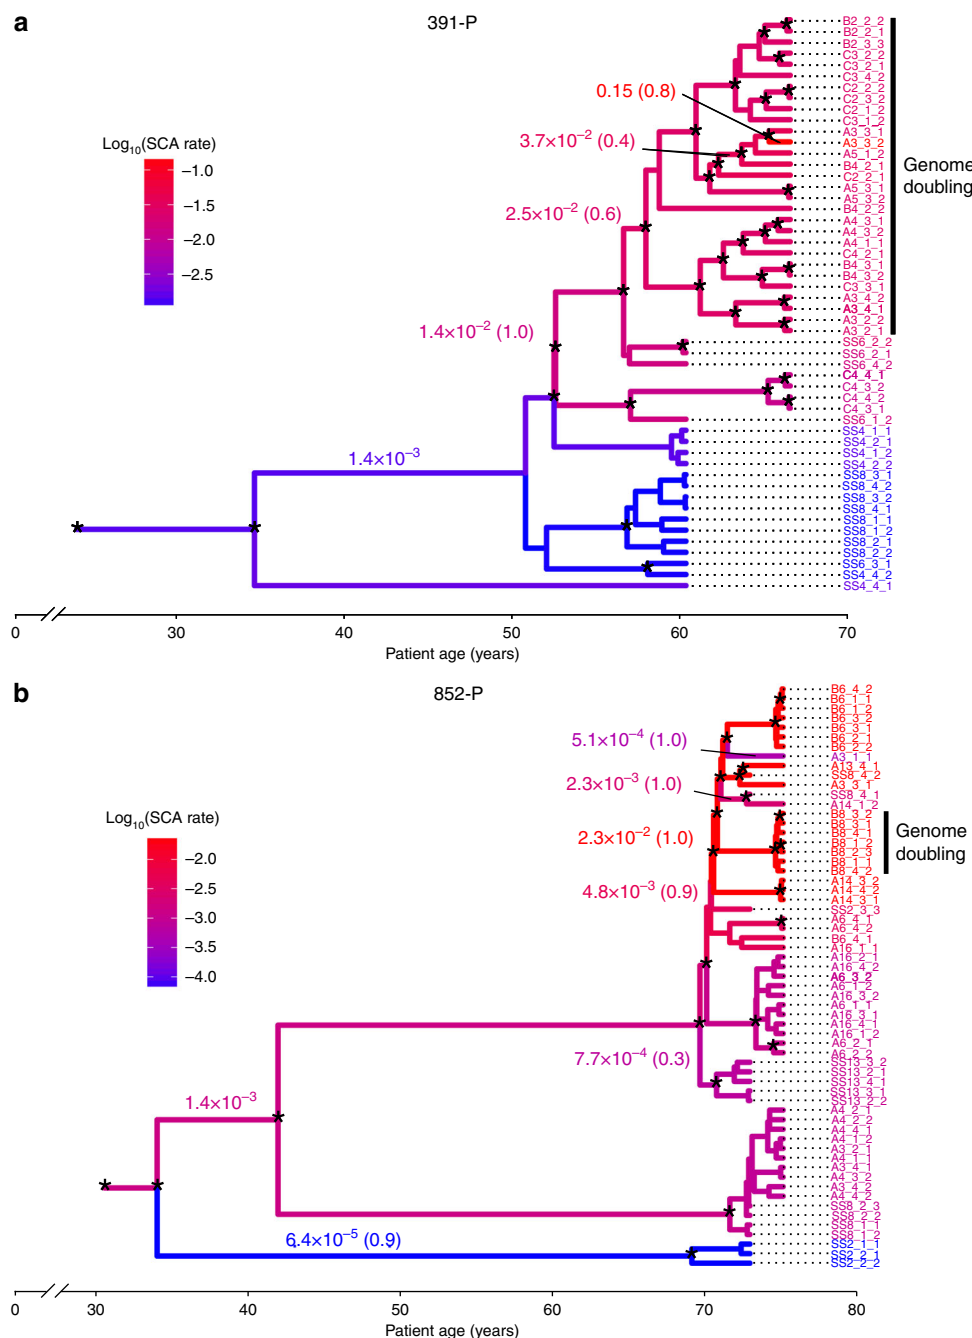 a
391-P
B2_2_2
B2_2_1
B2_3_3
C3_2_2
C3_2_1
C3_4_2
C2_2_2
C2_3_2
C2_1_2
C3_1_2
A3_3_1
A3_3_2
A5_1_2
B4_2_1
C2_2_1
A5_3_1
A5_3_2
B4_2_2
A4_3_1
A4_3_2
A4_1_1
C4_2_1
B4_3_1
B4_3_2
C3_3_1
A3_4_2
A3_4_1
A3_2_2
A3_2_1
SS6_2_2
SS6_2_1
SS6_4_2
C4_4_1
C4_3_2
C4_4_2
C4_3_1
SS6_1_2
SS4_1_1
SS4_2_1
SS4_1_2
SS4_2_2
SS8_3_1
SS8_4_2
SS8_3_2
SS8_4_1
SS8_1_1
SS8_1_2
SS8_2_1
SS8_2_2
SS6_3_1
SS4_4_2
SS4_4_1
Genome
doubling
0.15 (0.8)
3.7×10⁻² (0.4)
2.5×10⁻² (0.6)
1.4×10⁻² (1.0)
1.4×10⁻³
Log₁₀(SCA rate)
−1.0
−1.5
−2.0
−2.5
0 30 40 50 60 70
Patient age (years)
b
852-P
B6_4_2
B6_1_1
B6_1_2
B6_3_2
B6_3_1
B6_2_1
B6_2_2
A3_1_1
A13_4_1
SS8_4_2
A3_3_1
SS8_4_1
A14_1_2
B8_3_2
B8_3_1
B8_4_1
B8_1_2
B8_2_3
B8_1_1
B8_4_2
A14_3_2
A14_4_2
A14_3_1
SS2_3_3
A6_4_1
A6_4_2
B6_4_1
A16_1_1
A16_2_1
A16_4_2
A6_3_2
A6_1_2
A16_3_2
A6_1_1
A16_3_1
A16_4_1
A16_1_2
A6_2_1
A6_2_2
SS13_3_2
SS13_2_1
SS13_4_1
SS13_3_1
SS13_2_2
A4_2_1
A4_2_2
A4_4_1
A4_1_2
A3_2_1
A4_1_1
A3_4_1
A4_3_2
A3_4_2
A4_4_2
SS8_2_3
SS8_2_2
SS8_1_1
SS8_1_2
SS2_1_1
SS2_2_1
SS2_2_2
Genome
doubling
5.1×10⁻⁴ (1.0)
2.3×10⁻³ (1.0)
2.3×10⁻² (1.0)
4.8×10⁻³ (0.9)
7.7×10⁻⁴ (0.3)
1.4×10⁻³
6.4×10⁻⁵ (0.9)
Log₁₀(SCA rate)
−2.0
−2.5
−3.0
−3.5
−4.0
0 30 40 50 60 70 80
Patient age (years)